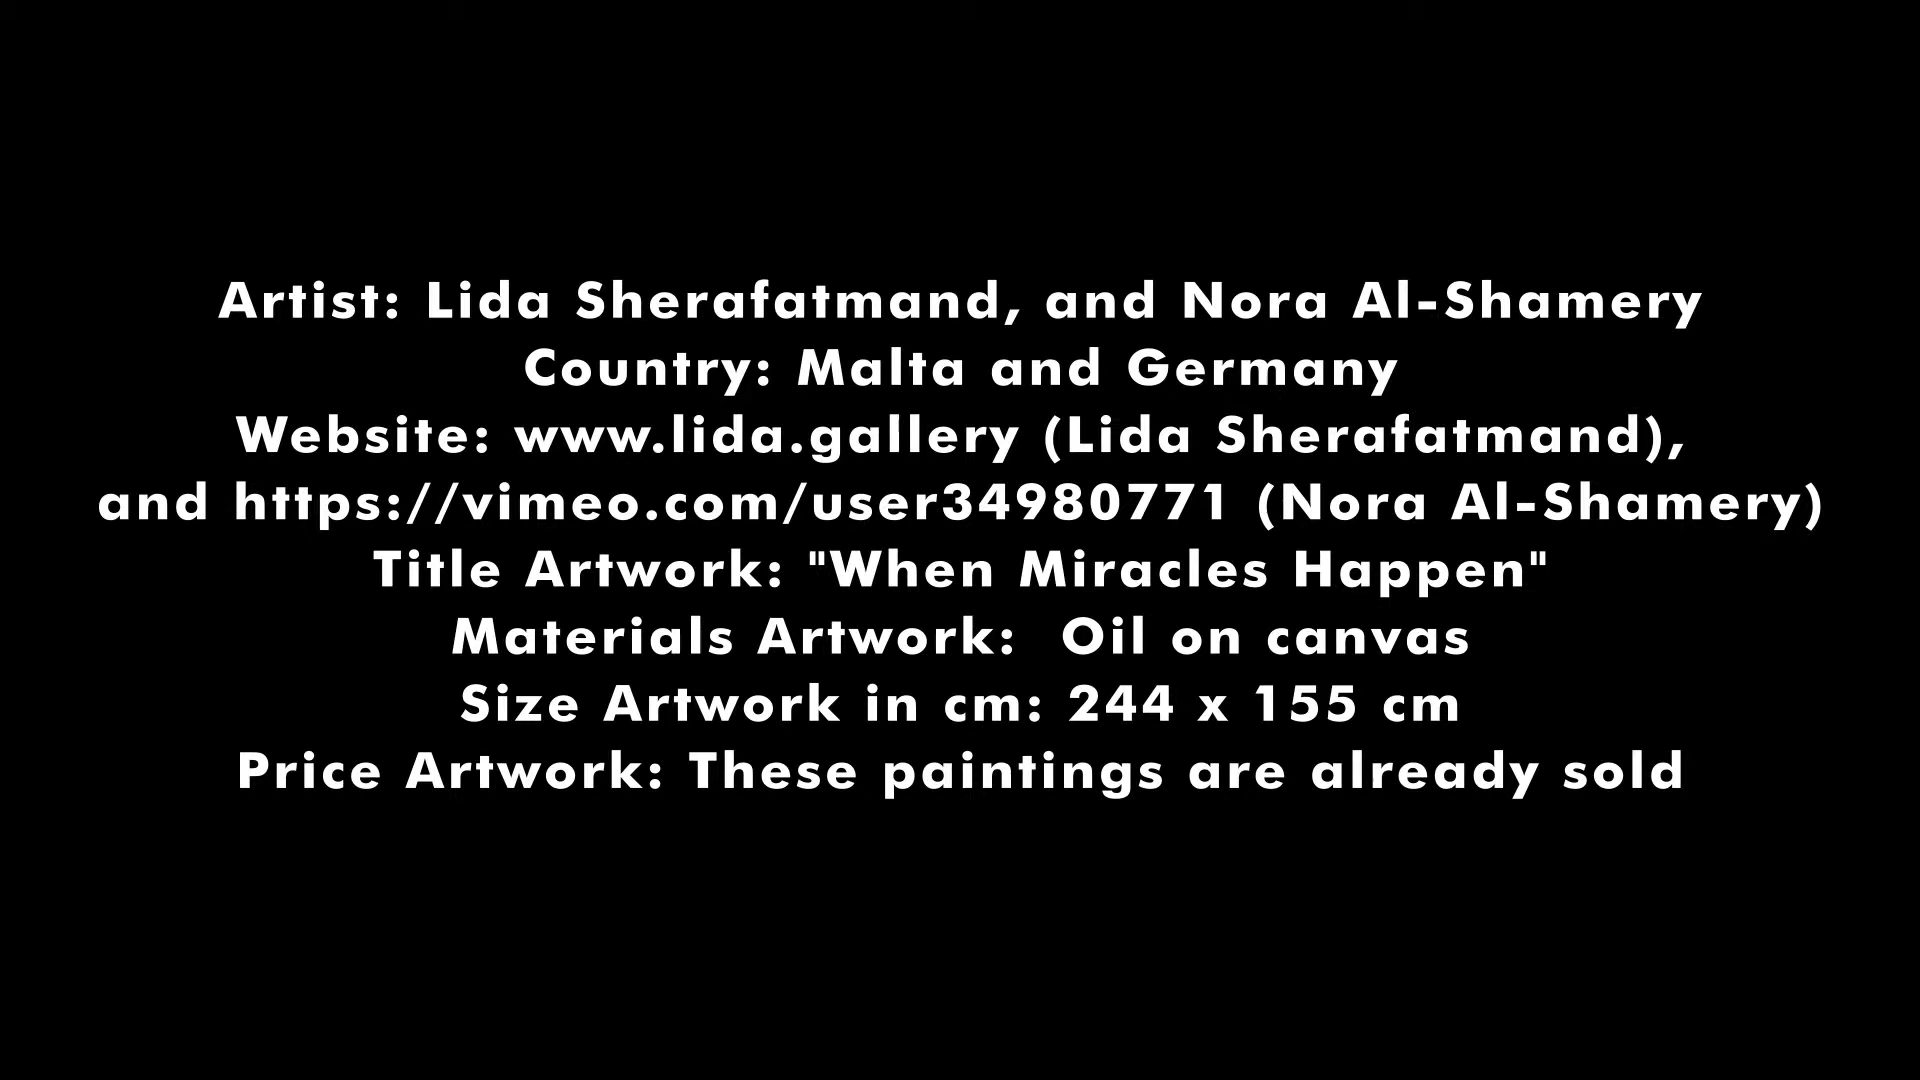 Artist: Lida Sherafatmand, and Nora Al-Shamery
Country: Malta and Germany
Website: www.lida.gallery (Lida Sherafatmand),
and https://vimeo.com/user34980771 (Nora Al-Shamery)
Title Artwork: "When Miracles Happen"
Materials Artwork:  Oil on canvas
Size Artwork in cm: 244 x 155 cm
Price Artwork: These paintings are already sold